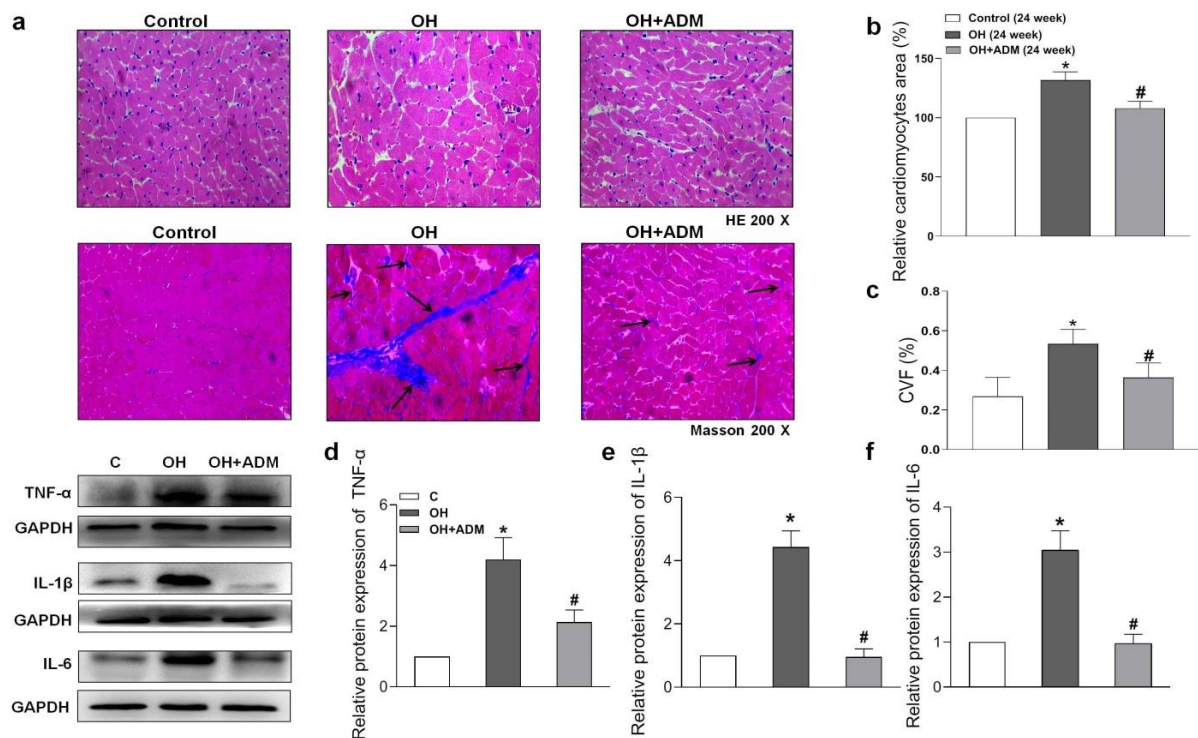 a
Control
OH
OH+ADM
HE 200 X
Control
OH
OH+ADM
Masson 200 X
b
Control (24 week)
OH (24 week)
OH+ADM (24 week)
Relative cardiomyocytes area (%)
150
100
50
0
*
#
c
CVF (%)
0.8
0.6
0.4
0.2
0.0
*
#
C OH OH+ADM
TNF-α
GAPDH
IL-1β
GAPDH
IL-6
GAPDH
d
Relative protein expression of TNF-α
6
4
2
0
C
OH
OH+ADM
*
#
e
Relative protein expression of IL-1β
6
4
2
0
*
#
f
Relative protein expression of IL-6
4
3
2
1
0
*
#